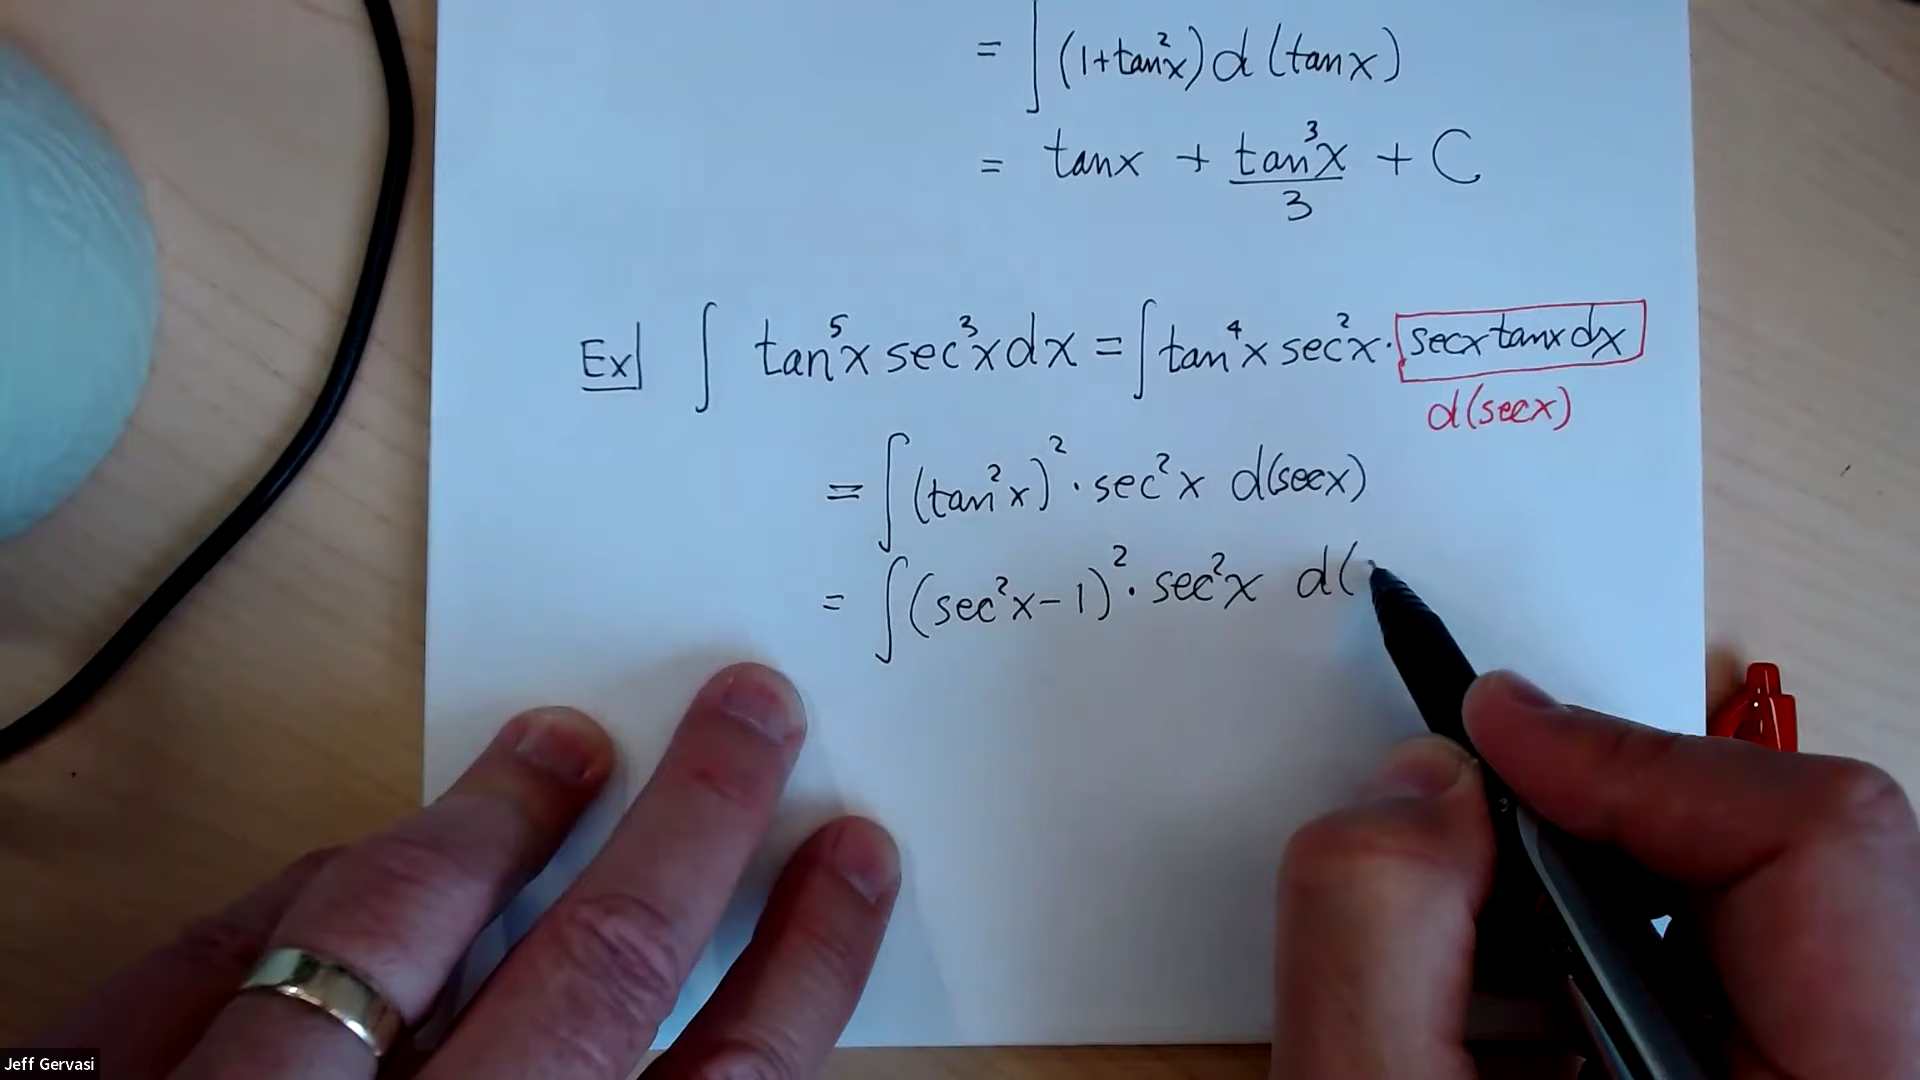 = ∫ (1+tan²x) d (tanx)
= tanx + tan³x/3 + C
Ex| ∫ tan⁵x sec³x dx = ∫ tan⁴x sec²x · secx tanx dx
d(secx)
= ∫ (tan²x)² · sec²x d(secx)
= ∫ (sec²x-1)² · sec²x d(
Jeff Gervasi